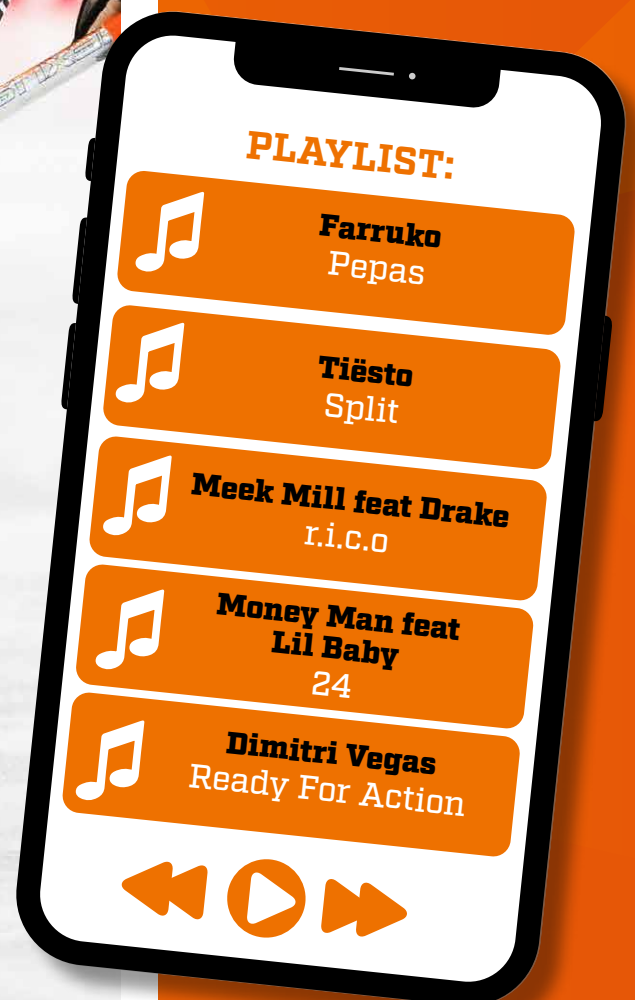 PLAYLIST:
Farruko
Pepas
Tiësto
Split
Meek Mill feat Drake
r.i.c.o
Money Man feat
Lil Baby
24
Dimitri Vegas
Ready For Action